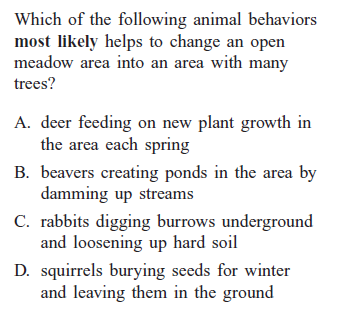 Which of the following animal behaviors
most likely helps to change an open
meadow area into an area with many
trees?
A. deer feeding on new plant growth in
the area each spring
B. beavers creating ponds in the area by
damming up streams
C. rabbits digging burrows underground
and loosening up hard soil
D. squirrels burying seeds for winter
and leaving them in the ground